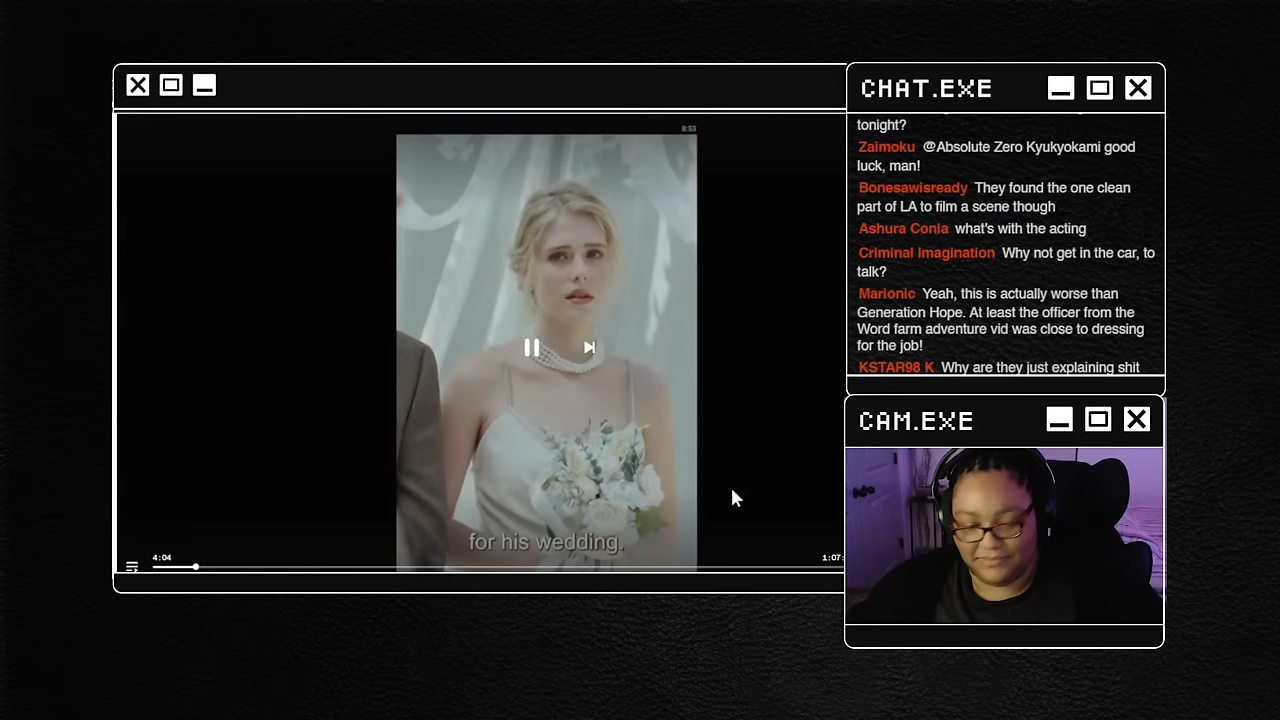 8:53
for his wedding.
4:04
1:07:
CHAT.EXE
tonight?
Zaimoku @Absolute Zero Kyukyokami good
luck, man!
Bonesawisready They found the one clean
part of LA to film a scene though
Ashura Conla what's with the acting
Criminal Imagination Why not get in the car, to
talk?
Marionic Yeah, this is actually worse than
Generation Hope. At least the officer from the
Word farm adventure vid was close to dressing
for the job!
KSTAR98 K Why are they just explaining shit
CAM.EXE